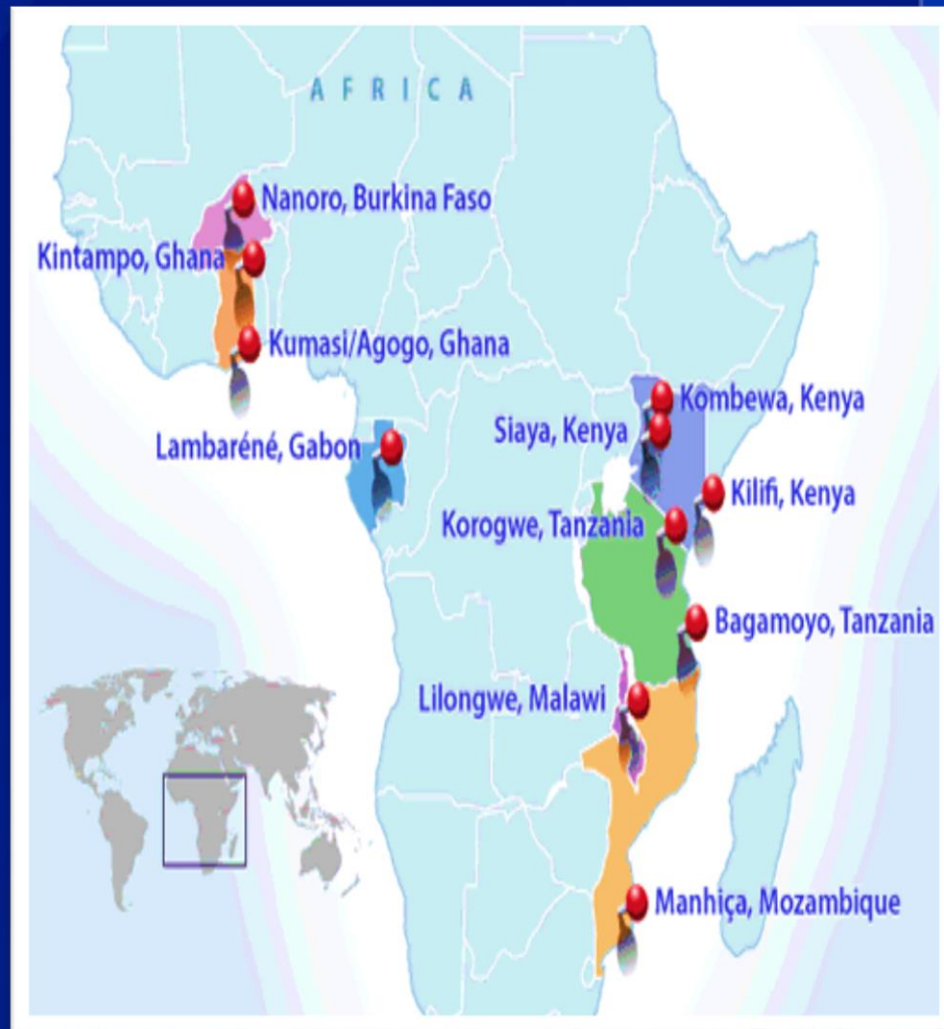 AFRICA
Nanoro, Burkina Faso
Kintampo, Ghana
Kumasi/Agogo, Ghana
Kombewa, Kenya
Siaya, Kenya
Lambaréné, Gabon
Kilifi, Kenya
Korogwe, Tanzania
Bagamoyo, Tanzania
Lilongwe, Malawi
Manhiça, Mozambique